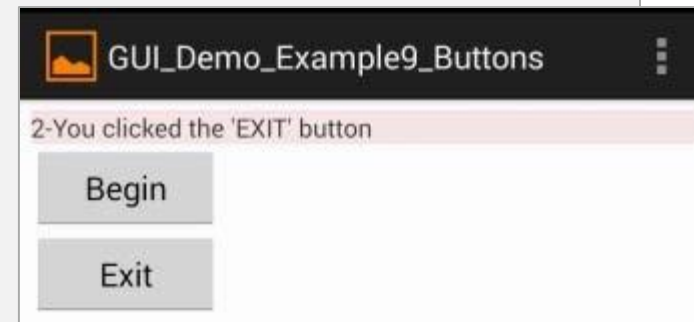 GUI_Demo_Example9_Buttons
2-You clicked the 'EXIT' button
Begin
Exit